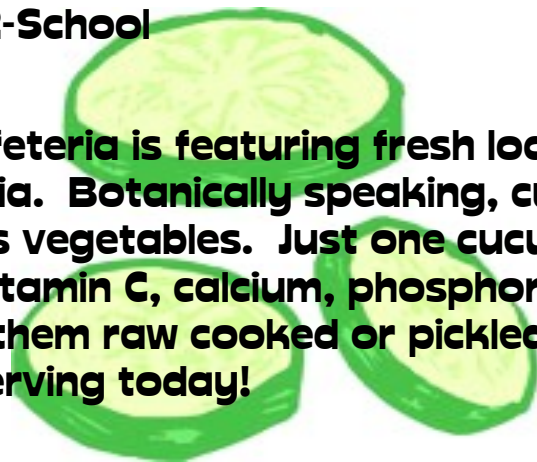 -School
feteria is featuring fresh loc
ia. Botanically speaking, cu
s vegetables. Just one cucu
tamin C, calcium, phosphor
them raw cooked or pickled
erving today!